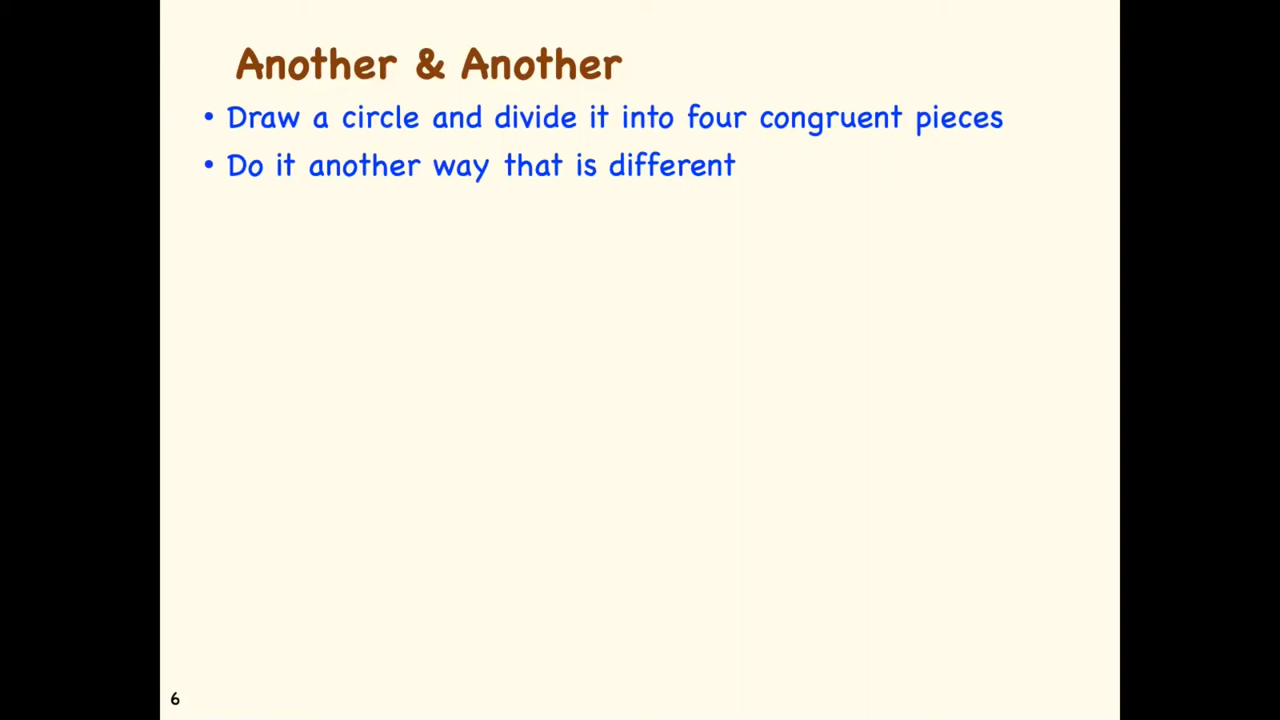 Another & Another
• Draw a circle and divide it into four congruent pieces
• Do it another way that is different
6